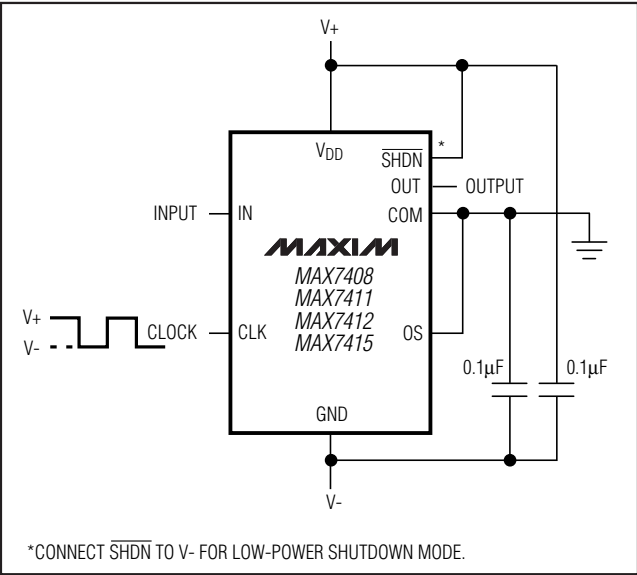 V+
VDD
SHDN
*
OUT
OUTPUT
INPUT
IN
COM
MAXIM
MAX7408
MAX7411
MAX7412
MAX7415
V+
V-
CLOCK
CLK
OS
0.1µF
0.1µF
GND
V-
*CONNECT SHDN TO V- FOR LOW-POWER SHUTDOWN MODE.